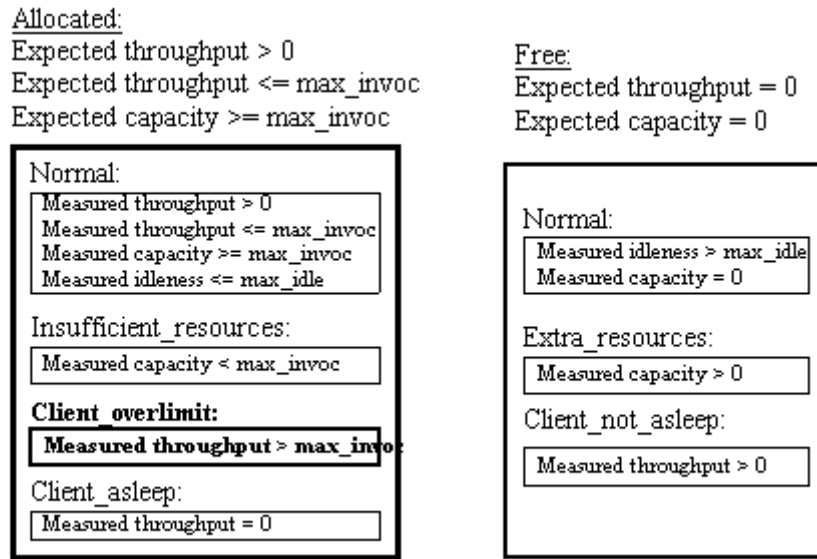 Allocated:
Expected throughput > 0
Expected throughput <= max_invoc
Expected capacity >= max_invoc
Normal:
Measured throughput > 0
Measured throughput <= max_invoc
Measured capacity >= max_invoc
Measured idleness <= max_idle
Insufficient_resources:
Measured capacity < max_invoc
Client_overlimit:
Measured throughput > max_invoc
Client_asleep:
Measured throughput = 0
Free:
Expected throughput = 0
Expected capacity = 0
Normal:
Measured idleness > max_idle
Measured capacity = 0
Extra_resources:
Measured capacity > 0
Client_not_asleep:
Measured throughput > 0